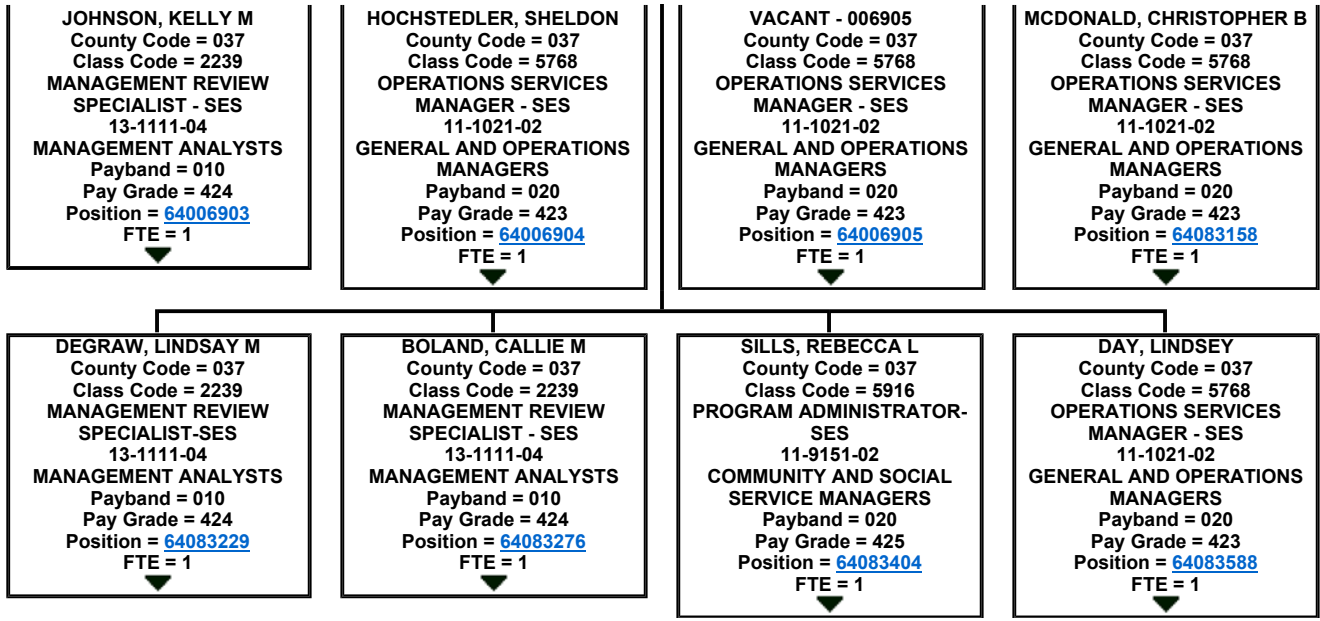 JOHNSON, KELLY M
County Code = 037
Class Code = 2239
MANAGEMENT REVIEW
SPECIALIST - SES
13-1111-04
MANAGEMENT ANALYSTS
Payband = 010
Pay Grade = 424
Position = 64006903
FTE = 1
HOCHSTEDLER, SHELDON
County Code = 037
Class Code = 5768
OPERATIONS SERVICES
MANAGER - SES
11-1021-02
GENERAL AND OPERATIONS
MANAGERS
Payband = 020
Pay Grade = 423
Position = 64006904
FTE = 1
VACANT - 006905
County Code = 037
Class Code = 5768
OPERATIONS SERVICES
MANAGER - SES
11-1021-02
GENERAL AND OPERATIONS
MANAGERS
Payband = 020
Pay Grade = 423
Position = 64006905
FTE = 1
MCDONALD, CHRISTOPHER B
County Code = 037
Class Code = 5768
OPERATIONS SERVICES
MANAGER - SES
11-1021-02
GENERAL AND OPERATIONS
MANAGERS
Payband = 020
Pay Grade = 423
Position = 64083158
FTE = 1
DEGRAW, LINDSAY M
County Code = 037
Class Code = 2239
MANAGEMENT REVIEW
SPECIALIST-SES
13-1111-04
MANAGEMENT ANALYSTS
Payband = 010
Pay Grade = 424
Position = 64083229
FTE = 1
BOLAND, CALLIE M
County Code = 037
Class Code = 2239
MANAGEMENT REVIEW
SPECIALIST - SES
13-1111-04
MANAGEMENT ANALYSTS
Payband = 010
Pay Grade = 424
Position = 64083276
FTE = 1
SILLS, REBECCA L
County Code = 037
Class Code = 5916
PROGRAM ADMINISTRATOR-
SES
11-9151-02
COMMUNITY AND SOCIAL
SERVICE MANAGERS
Payband = 020
Pay Grade = 425
Position = 64083404
FTE = 1
DAY, LINDSEY
County Code = 037
Class Code = 5768
OPERATIONS SERVICES
MANAGER - SES
11-1021-02
GENERAL AND OPERATIONS
MANAGERS
Payband = 020
Pay Grade = 423
Position = 64083588
FTE = 1